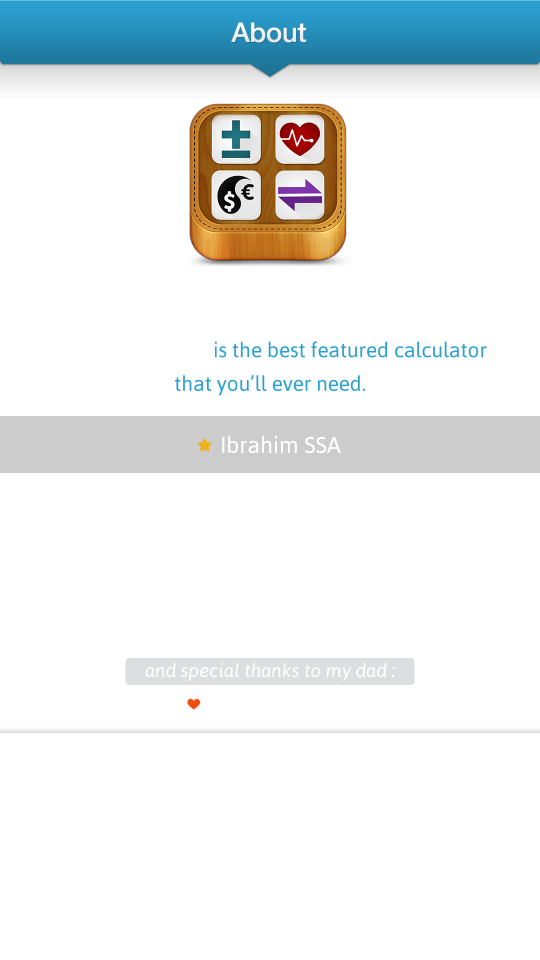 About
is the best featured calculator
that you’ll ever need.
Ibrahim SSA
and special thanks to my dad :